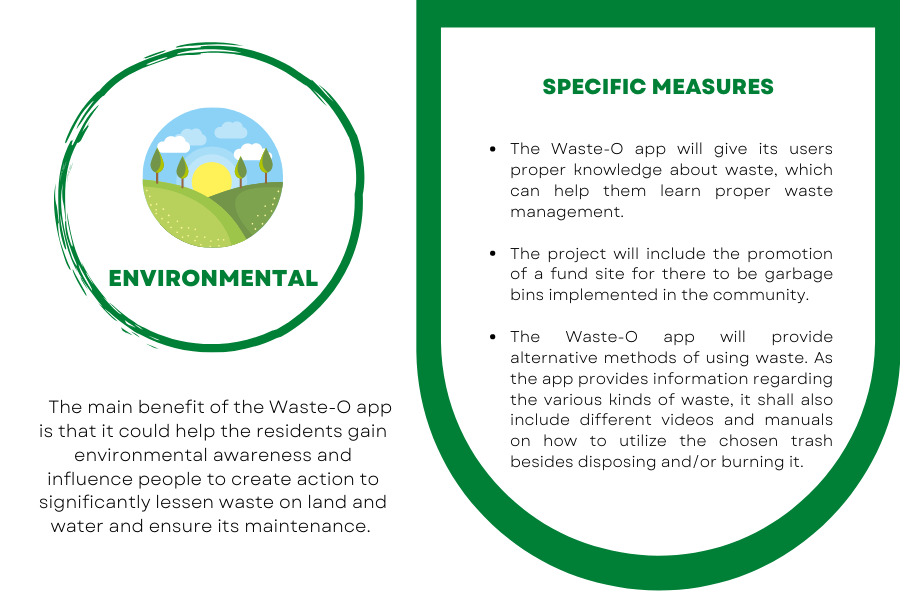 ENVIRONMENTAL
The main benefit of the Waste-O app
is that it could help the residents gain
environmental awareness and
influence people to create action to
significantly lessen waste on land and
water and ensure its maintenance.
SPECIFIC MEASURES
• The Waste-O app will give its users
proper knowledge about waste, which
can help them learn proper waste
management.
• The project will include the promotion
of a fund site for there to be garbage
bins implemented in the community.
• The Waste-O app will provide
alternative methods of using waste. As
the app provides information regarding
the various kinds of waste, it shall also
include different videos and manuals
on how to utilize the chosen trash
besides disposing and/or burning it.